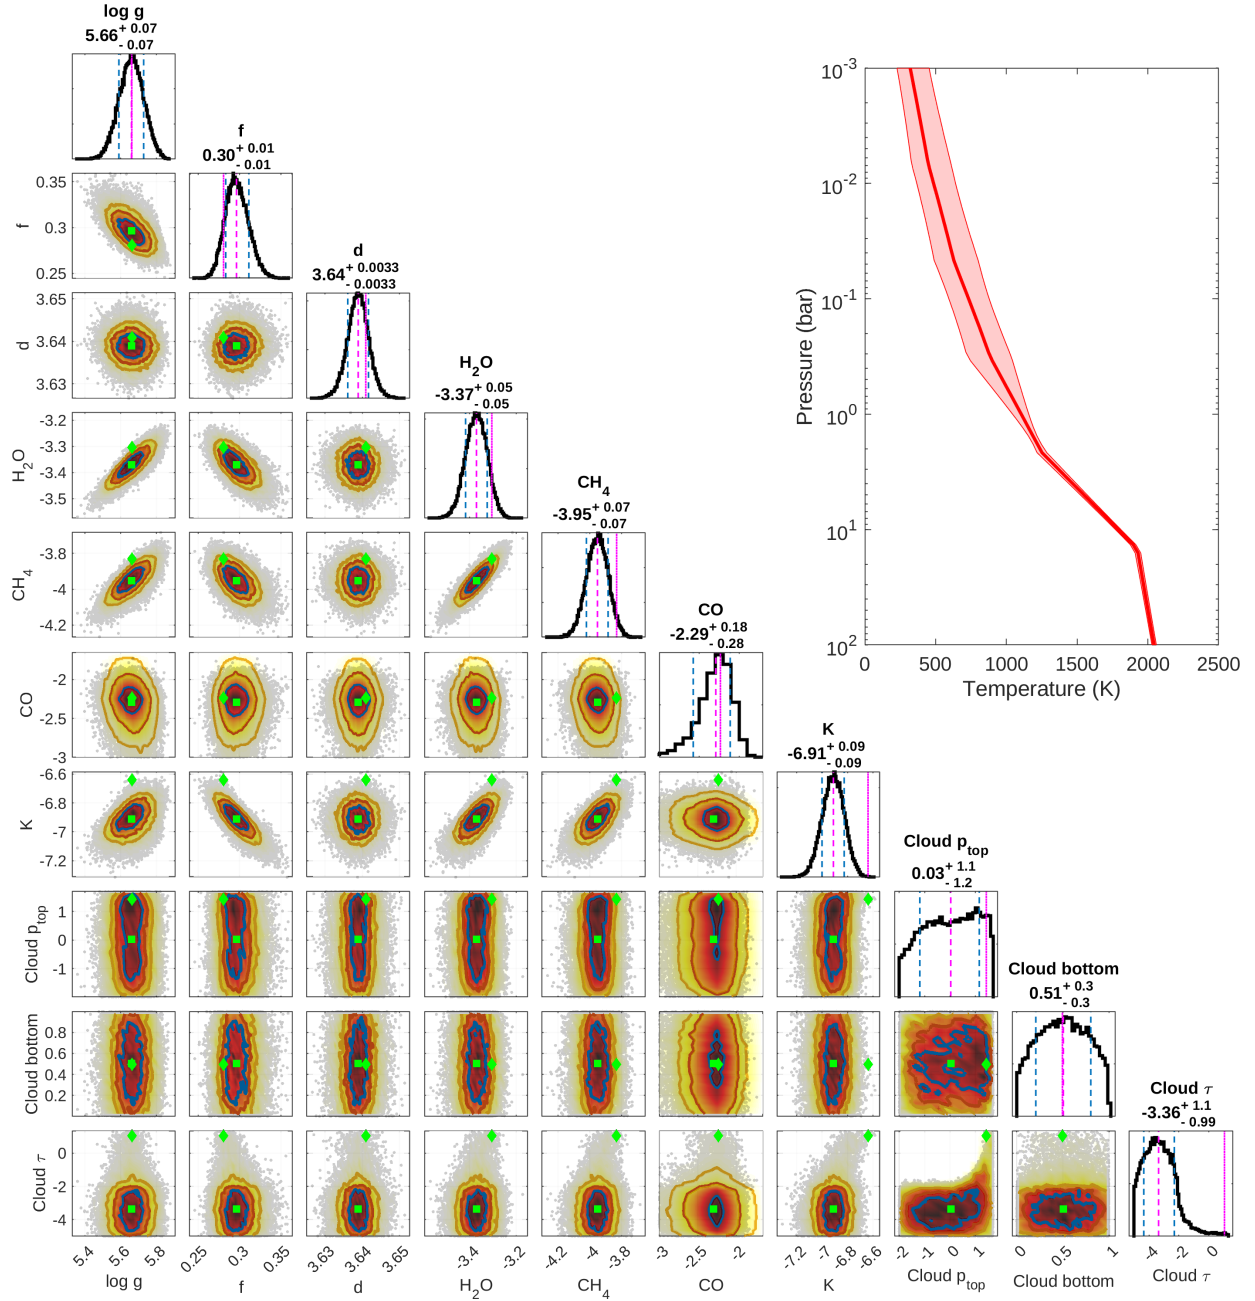 log g
5.66 + 0.07 - 0.07
f
0.30 + 0.01 - 0.01
d
3.64 + 0.0033 - 0.0033
H2O
-3.37 + 0.05 - 0.05
CH4
-3.95 + 0.07 - 0.07
CO
-2.29 + 0.18 - 0.28
K
-6.91 + 0.09 - 0.09
Cloud ptop
0.03 + 1.1 - 1.2
Cloud bottom
0.51 + 0.3 - 0.3
Cloud τ
-3.36 + 1.1 - 0.99
10-3
10-2
10-1
100
101
102
Pressure (bar)
0 500 1000 1500 2000 2500
Temperature (K)
f
0.35
0.3
0.25
d
3.65
3.64
3.63
H2O
-3.2
-3.3
-3.4
-3.5
CH4
-3.8
-4
-4.2
CO
-2
-2.5
-3
K
-6.6
-6.8
-7
-7.2
Cloud ptop
1
0
-1
Cloud bottom
0.8
0.6
0.4
0.2
Cloud τ
0
-2
-4
5.4 5.6 5.8
0.25 0.3 0.35
3.63 3.64 3.65
-3.4 -3.2
-4.2 -4 -3.8
-3 -2 -1
-7.2 -7 -6.8 -6.6
-2 -1 0 1
0 0.5 1
-4 -2 0
log g f d H2O CH4 CO K Cloud ptop Cloud bottom Cloud τ